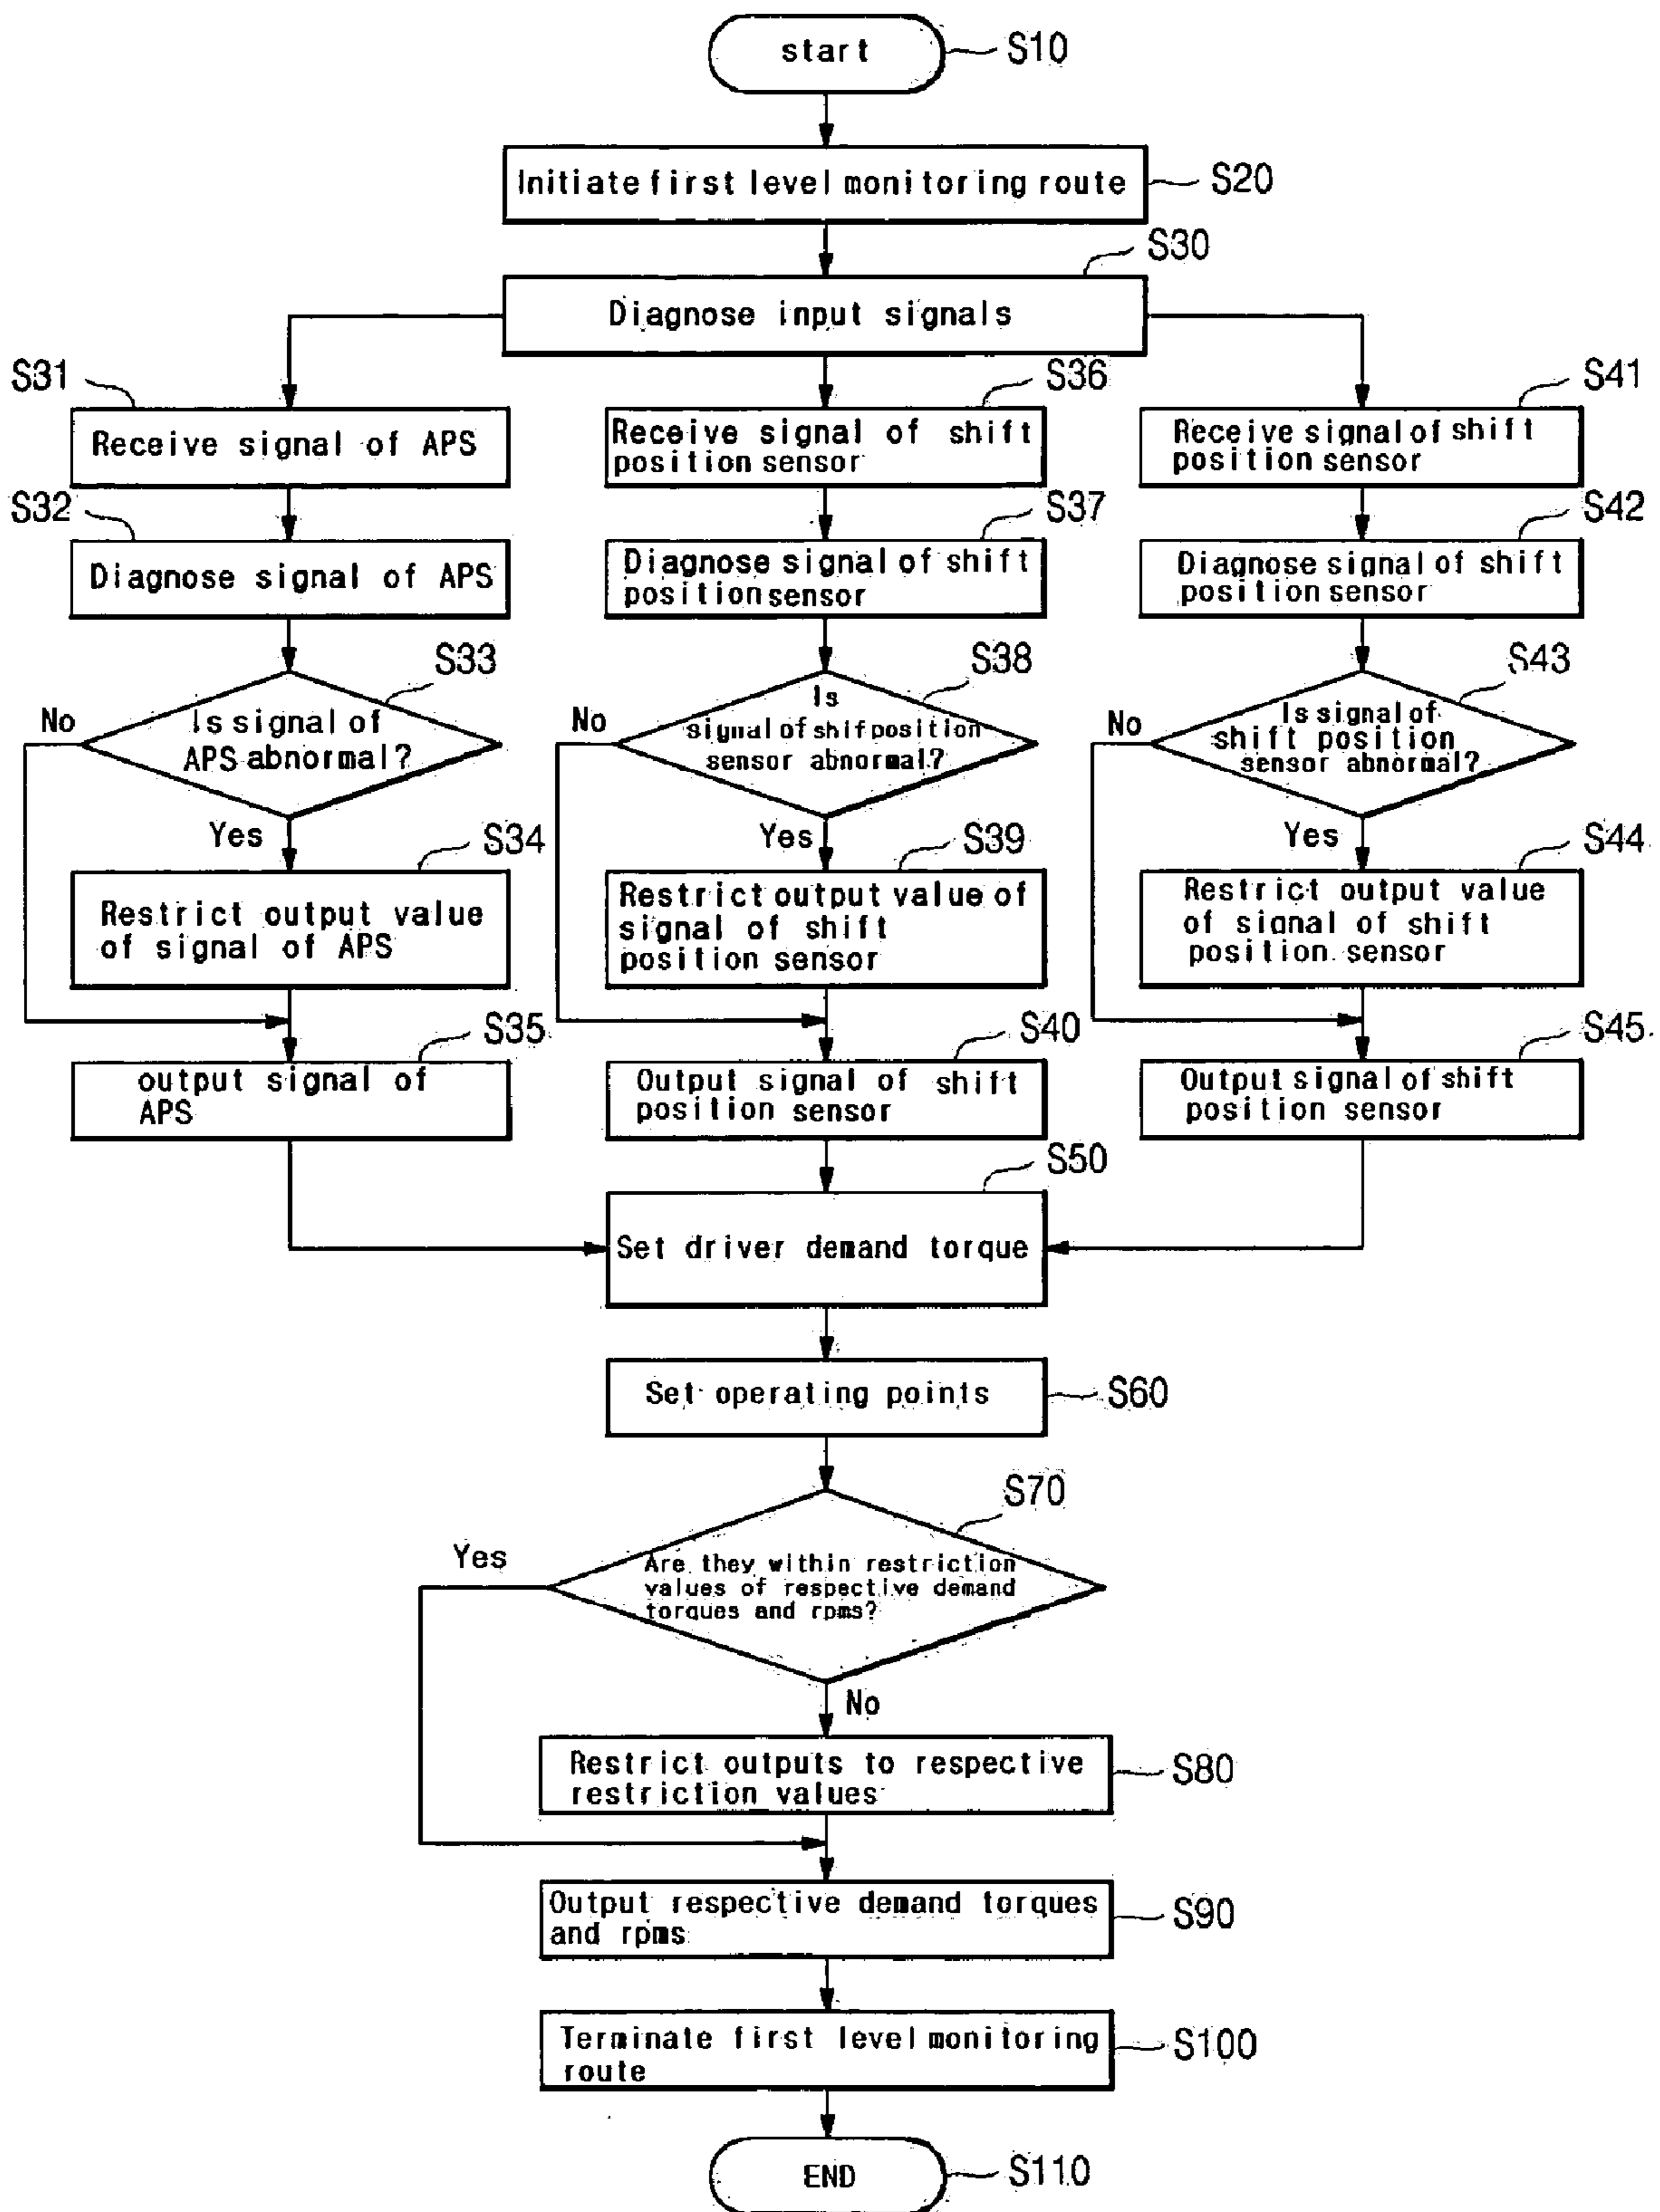 start
S10
Initiate first level monitoring route
S20
S30
Diagnose input signals
S31
Receive signal of APS
S36
Receive signal of shift
position sensor
S41
Receive signal of shift
position sensor
S32
Diagnose signal of APS
S37
Diagnose signal of shift
position sensor
S42
Diagnose signal of shift
position sensor
S33
No
Is signal of
APS abnormal?
Yes
S38
No
Is
signal of shif position
sensor abnormal?
Yes
S43
No
Is signal of
shift position
sensor abnormal?
Yes
S34
Restrict output value
of signal of APS
S39
Restrict output value of
signal of shift
position sensor
S44
Restrict output value
of signal of shift
position sensor
S35
output signal of
APS
S40
Output signal of shift
position sensor
S45
Output signal of shift
position sensor
S50
Set driver demand torque
Set operating points
S60
S70
Yes
Are they within restriction
values of respective demand
torques and rpms?
No
Restrict outputs to respective
restriction values
S80
Output respective demand torques
and rpms
S90
Terminate first level monitoring
route
S100
END
S110